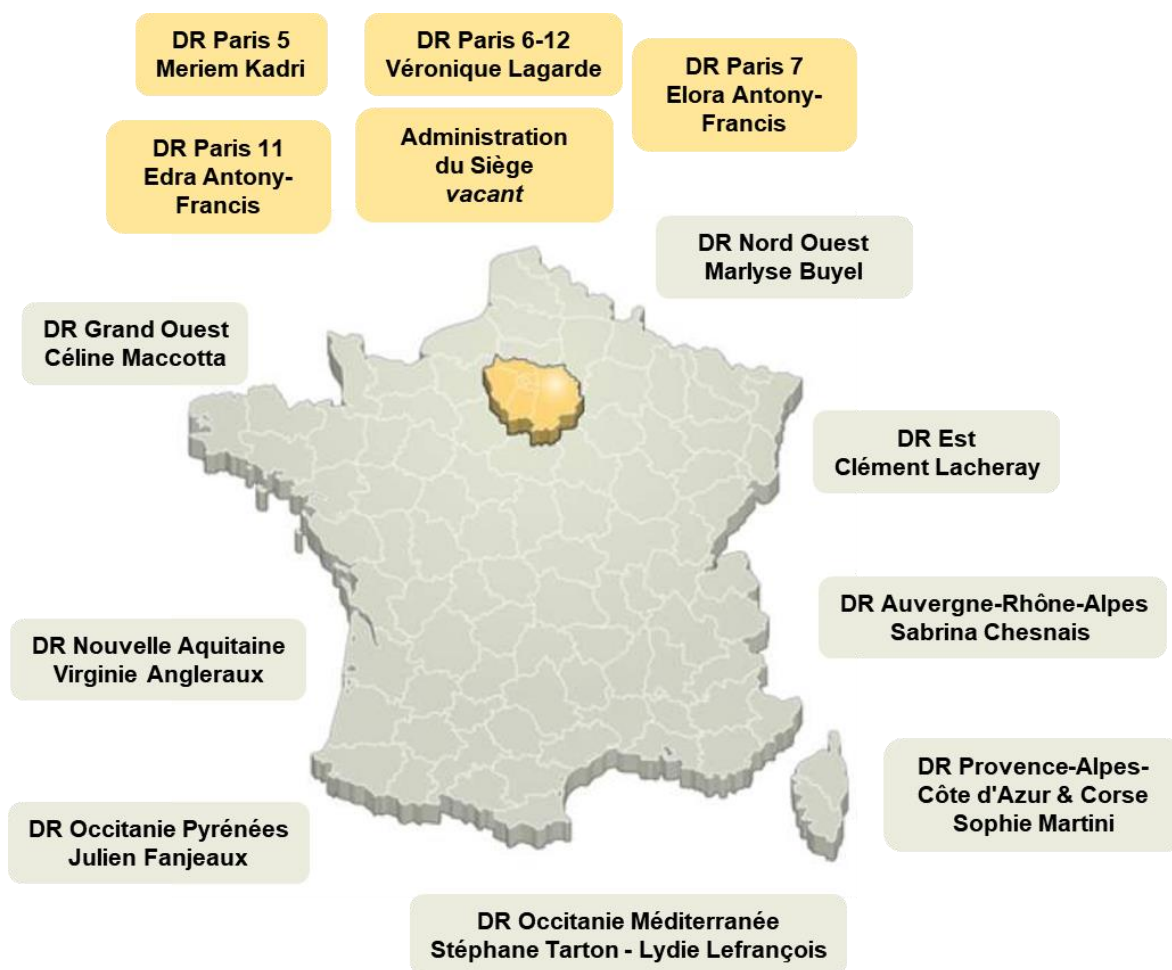 DR Paris 5
Meriem Kadri
DR Paris 6-12
Véronique Lagarde
DR Paris 7
Elora Antony-
Francis
DR Paris 11
Edra Antony-
Francis
Administration
du Siège
vacant
DR Nord Ouest
Marlyse Buyel
DR Grand Ouest
Céline Maccotta
DR Est
Clément Lacheray
DR Auvergne-Rhône-Alpes
Sabrina Chesnais
DR Nouvelle Aquitaine
Virginie Angleraux
DR Provence-Alpes-
Côte d'Azur & Corse
Sophie Martini
DR Occitanie Pyrénées
Julien Fanjeaux
DR Occitanie Méditerranée
Stéphane Tarton - Lydie Lefrançois